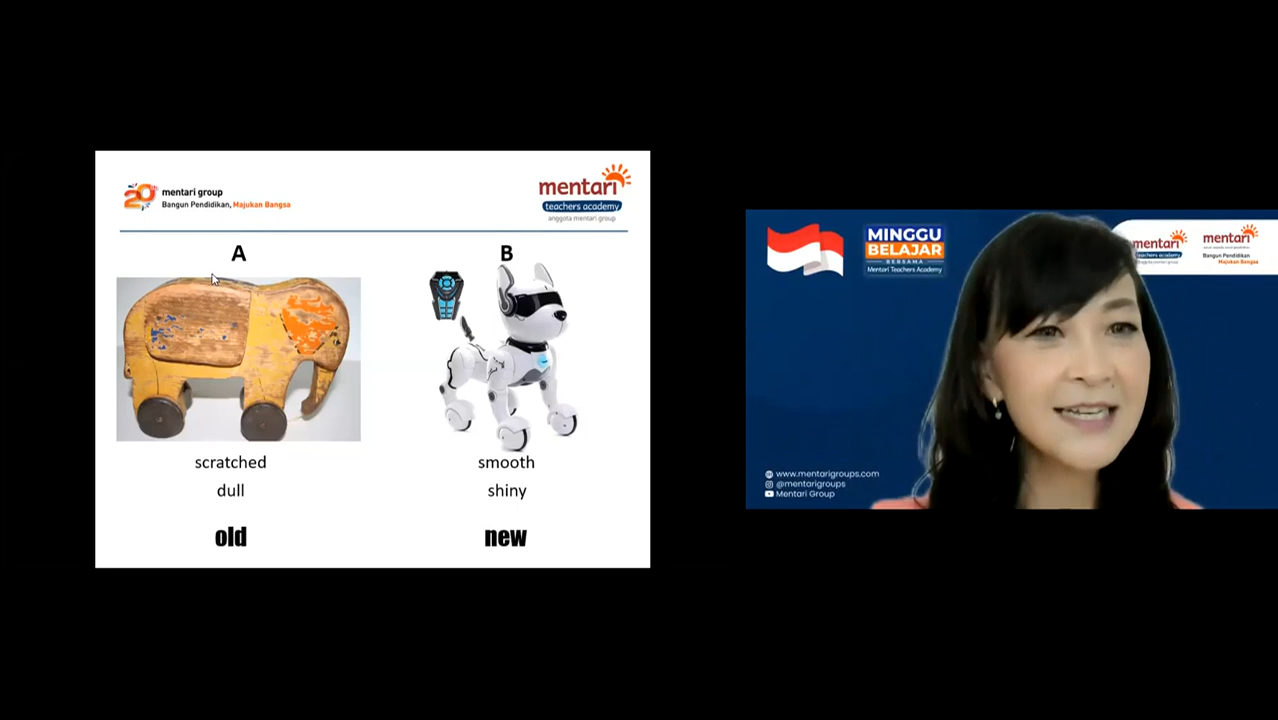 20th
mentari group
Bangun Pendidikan, Majukan Bangsa
mentari
teachers academy
anggota mentari group
A
B
scratched
smooth
dull
shiny
old
new
MINGGU
BELAJAR
BERSAMA
Mentari Teachers Academy
mentari
teachers academy
mentari
Bangun Pendidikan
Majukan Bangsa
www.mentarigroups.com
@mentarigroups
Mentari Group